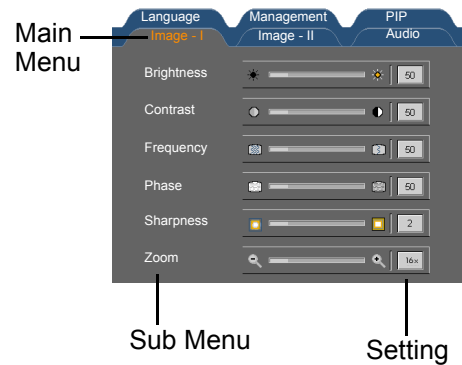 Language Management PIP
Main Menu
Image - I Image - II Audio
Brightness 50
Contrast 50
Frequency 50
Phase 50
Sharpness 2
Zoom 16x
Sub Menu
Setting